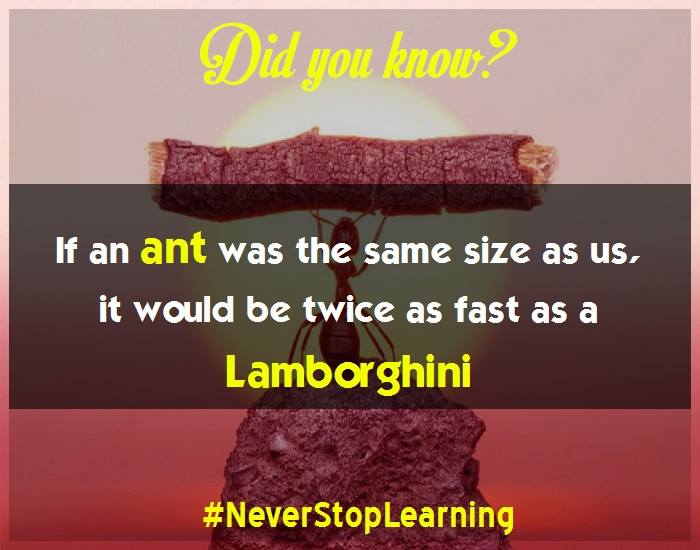 Did you know?
If an ant was the same size as us,
it would be twice as fast as a
Lamborghini
#NeverStopLearning